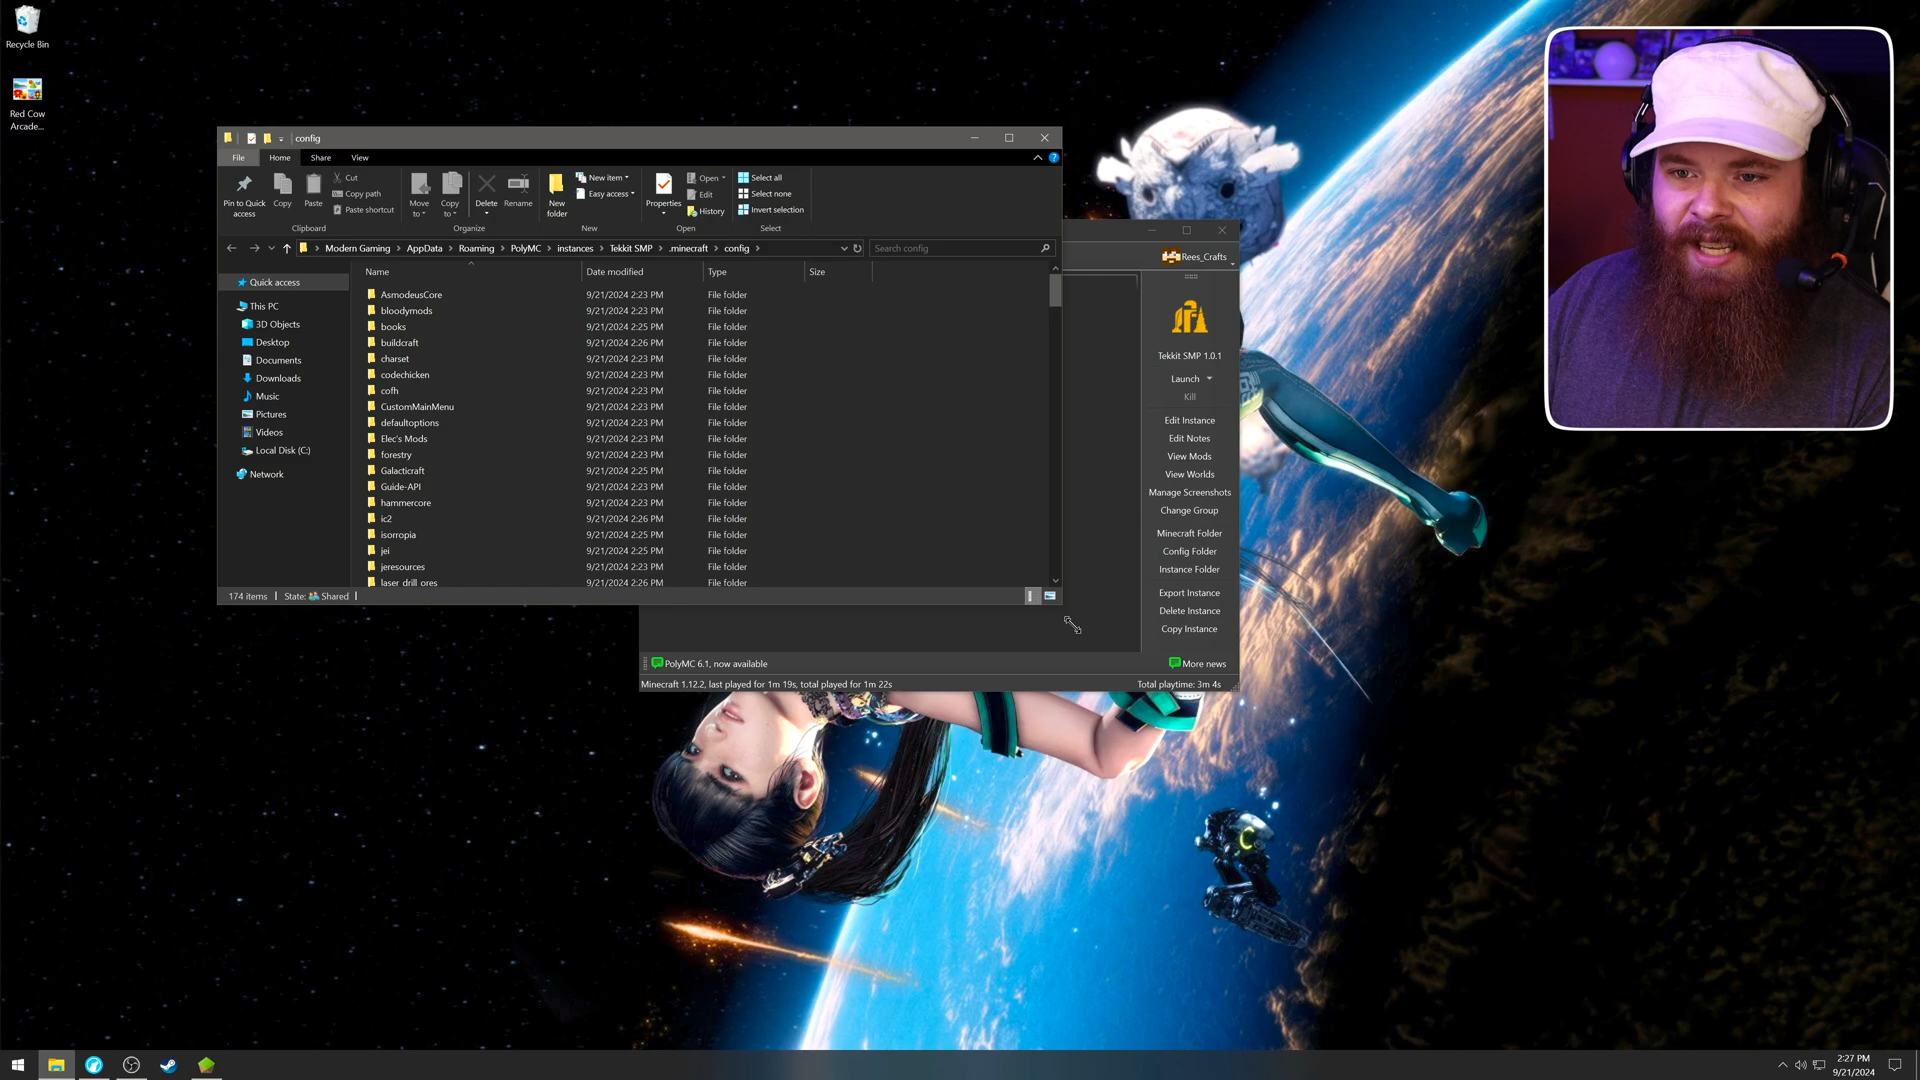 Recycle Bin
Red Cow
Arcade...
config
File Home Share View
Pin to Quick
access
Copy
Paste
Cut
Copy path
Paste shortcut
Clipboard
Move
to
Copy
to
Delete
Rename
Organize
New
folder
New item
Easy access
New
Properties
Open
Edit
History
Open
Select all
Select none
Invert selection
Select
Modern Gaming > AppData > Roaming > PolyMC > instances > Tekkit SMP > .minecraft > config >
Search config
Name Date modified Type Size
Quick access
This PC
3D Objects
Desktop
Documents
Downloads
Music
Pictures
Videos
Local Disk (C:)
Network
AsmodeusCore 9/21/2024 2:23 PM File folder
bloodymods 9/21/2024 2:23 PM File folder
books 9/21/2024 2:25 PM File folder
buildcraft 9/21/2024 2:26 PM File folder
charset 9/21/2024 2:23 PM File folder
codechicken 9/21/2024 2:23 PM File folder
cofh 9/21/2024 2:23 PM File folder
CustomMainMenu 9/21/2024 2:23 PM File folder
defaultoptions 9/21/2024 2:23 PM File folder
Elec's Mods 9/21/2024 2:23 PM File folder
forestry 9/21/2024 2:23 PM File folder
Galacticraft 9/21/2024 2:25 PM File folder
Guide-API 9/21/2024 2:23 PM File folder
hammercore 9/21/2024 2:23 PM File folder
ic2 9/21/2024 2:26 PM File folder
isorropia 9/21/2024 2:25 PM File folder
jei 9/21/2024 2:25 PM File folder
jeresources 9/21/2024 2:23 PM File folder
laser_drill_ores 9/21/2024 2:26 PM File folder
174 items State: Shared
Rees_Crafts
Tekkit SMP 1.0.1
Launch
Kill
Edit Instance
Edit Notes
View Mods
View Worlds
Manage Screenshots
Change Group
Minecraft Folder
Config Folder
Instance Folder
Export Instance
Delete Instance
Copy Instance
PolyMC 6.1, now available
More news
Minecraft 1.12.2, last played for 1m 19s, total played for 1m 22s
Total playtime: 3m 4s
2:27 PM
9/21/2024